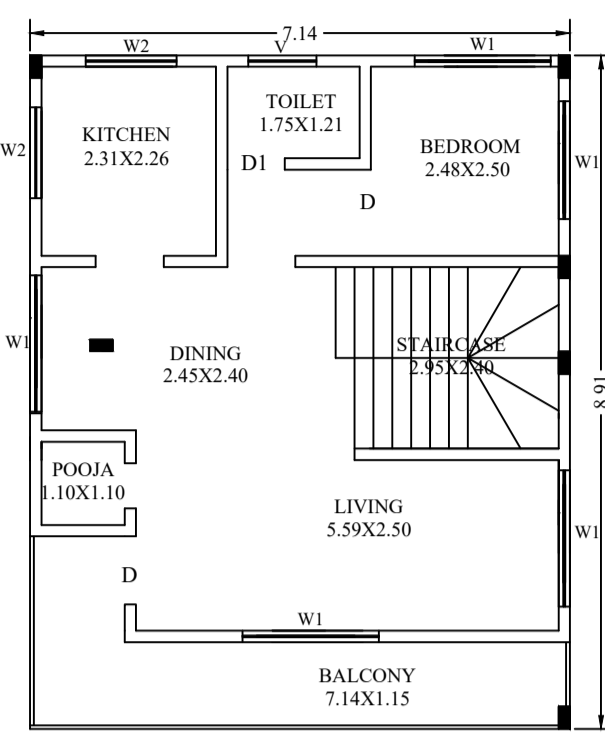 7.14
W2
V
W1
TOILET
1.75X1.21
KITCHEN
2.31X2.26
W2
BEDROOM
2.48X2.50
W1
D1
D
W1
DINING
2.45X2.40
STAIRCASE
2.95X2.40
8.91
POOJA
1.10X1.10
LIVING
5.59X2.50
W1
D
W1
BALCONY
7.14X1.15